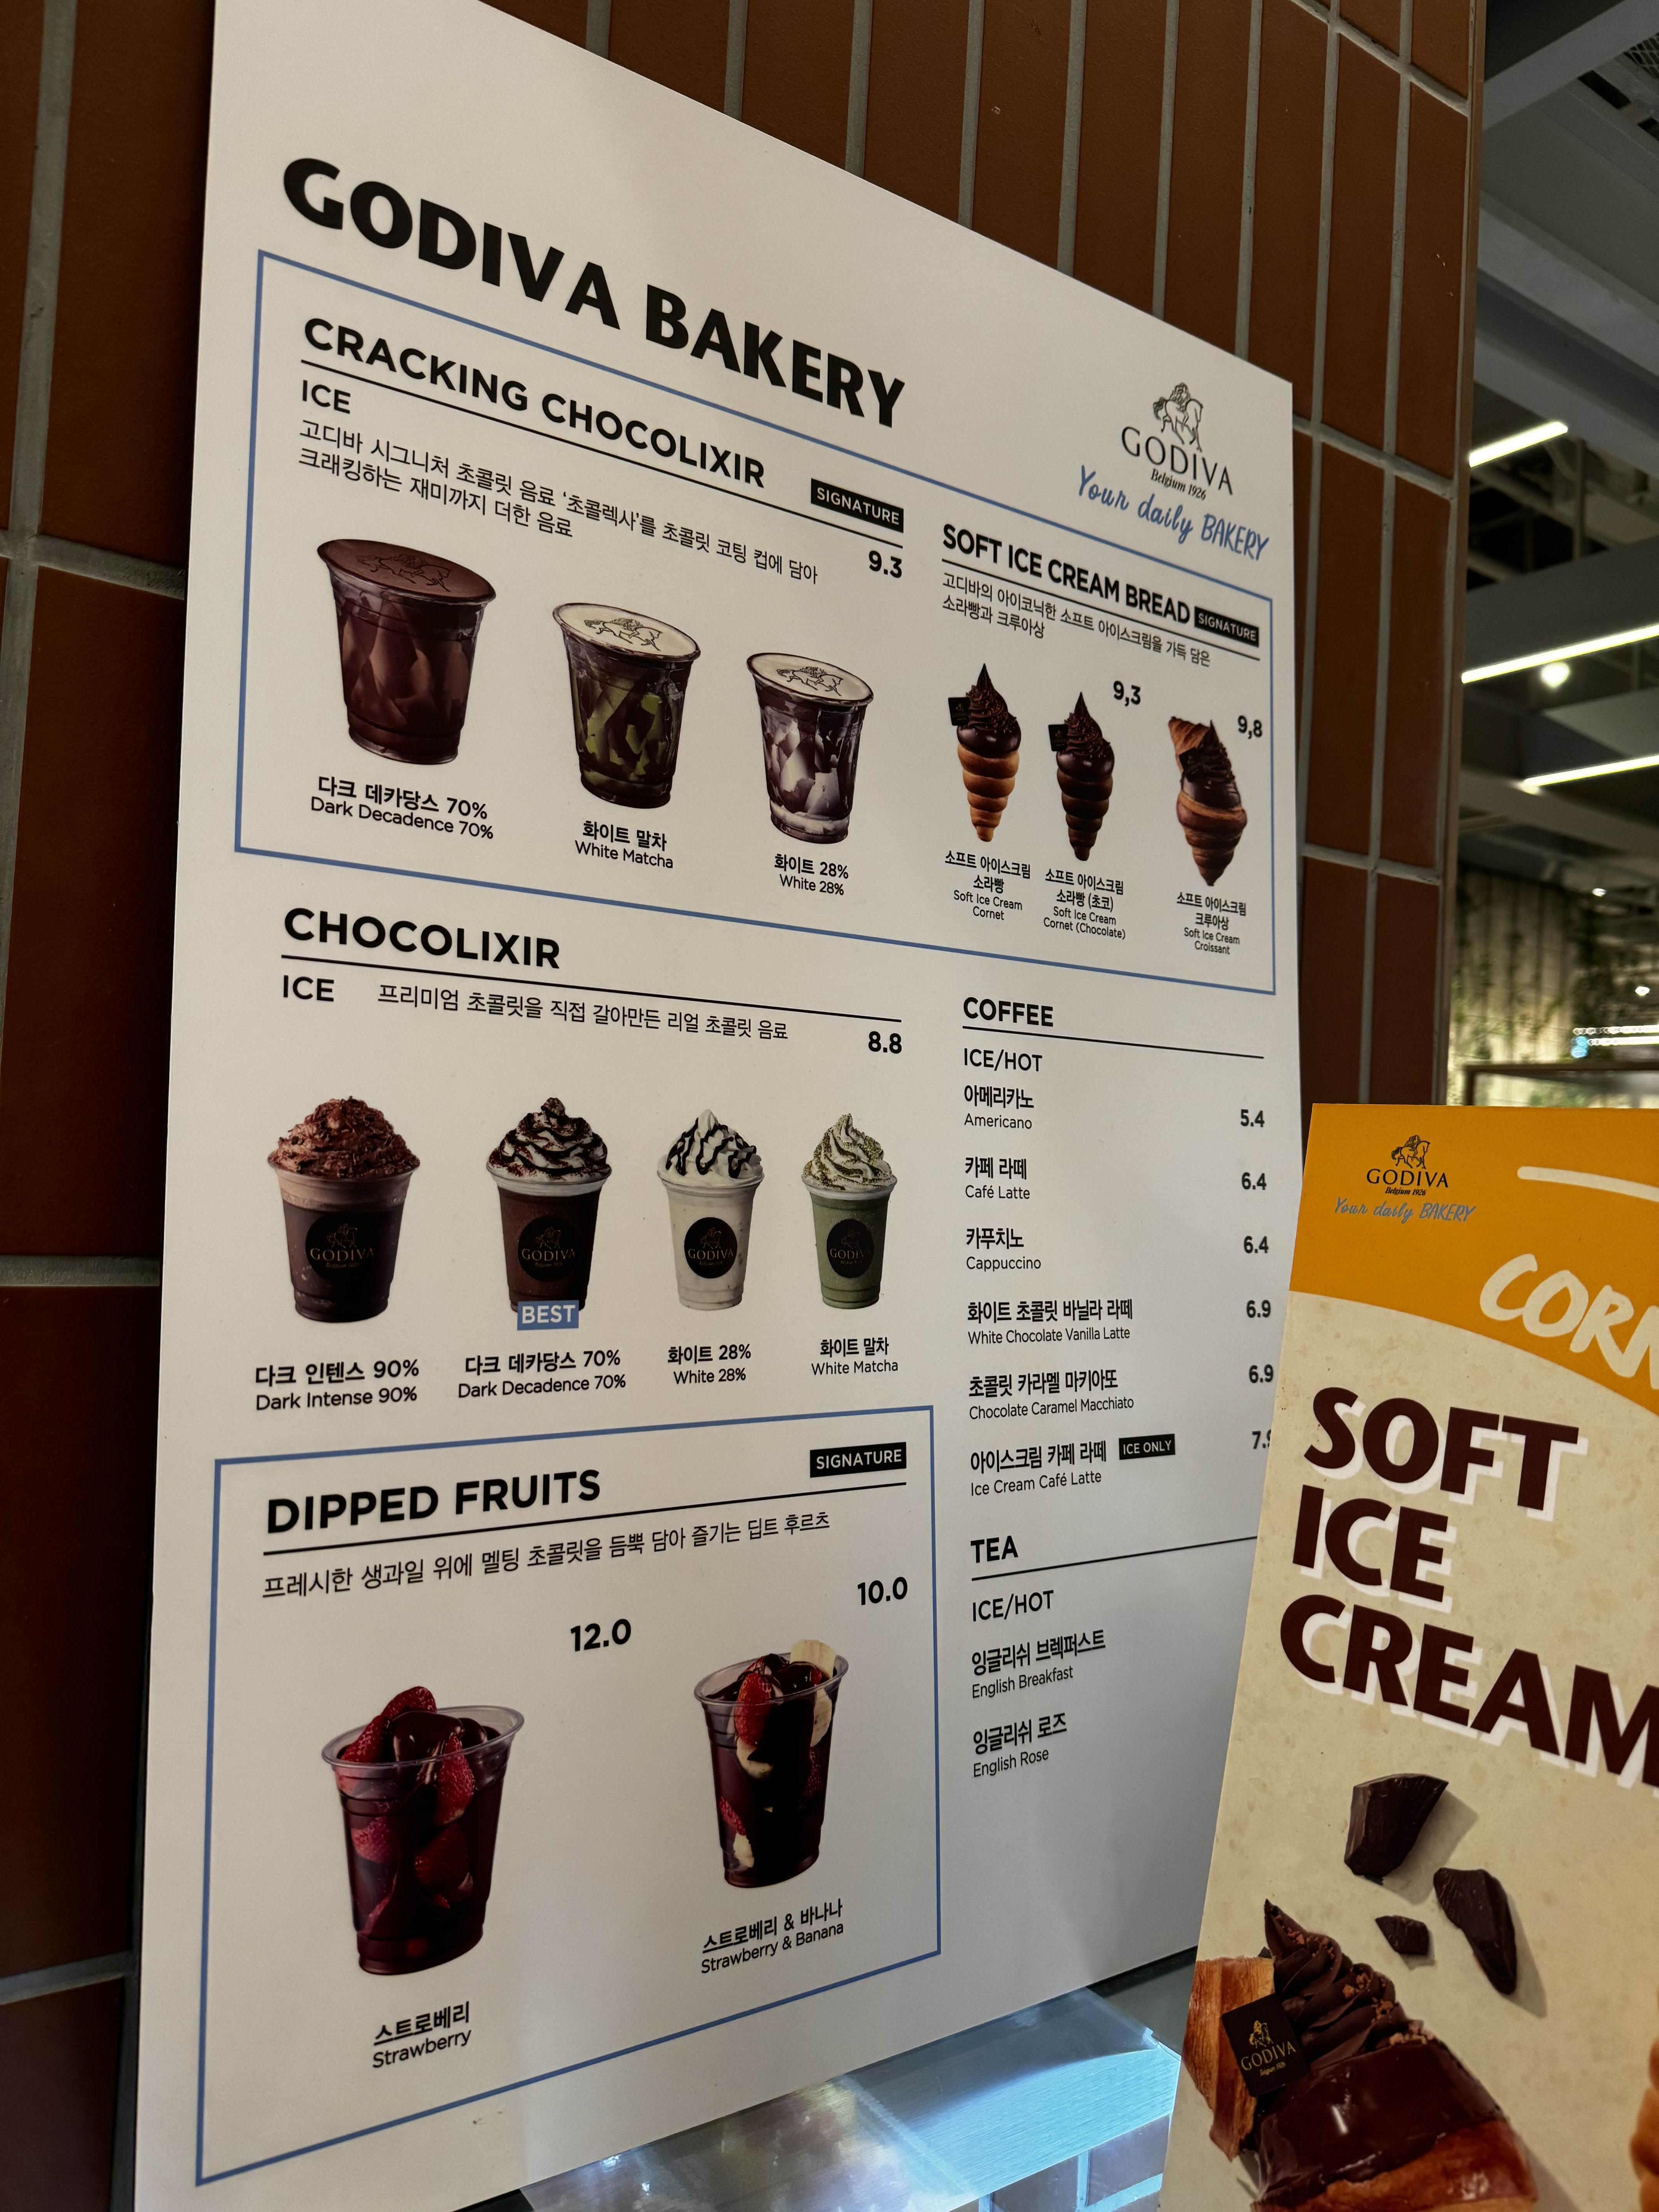 GODIVA BAKERY
GODIVA
Belgium 1926
Your daily BAKERY
CRACKING CHOCOLIXIR
SIGNATURE
ICE
9.3
고디바 시그니처 초콜릿 음료 '초콜렉사'를 초콜릿 코팅 컵에 담아
크래킹하는 재미까지 더한 음료
다크 데카당스 70%
Dark Decadence 70%
화이트 말차
White Matcha
화이트 28%
White 28%
SOFT ICE CREAM BREAD SIGNATURE
고디바의 아이코닉한 소프트 아이스크림을 가득 담은
소라빵과 크루아상
9,3
9,8
소프트 아이스크림
소라빵
Soft Ice Cream
Cornet
소프트 아이스크림
소라빵 (초코)
Soft Ice Cream
Cornet (Chocolate)
소프트 아이스크림
크루아상
Soft Ice Cream
Croissant
CHOCOLIXIR
ICE 프리미엄 초콜릿을 직접 갈아만든 리얼 초콜릿 음료 8.8
GODIVA
GODIVA
GODIVA
GODIVA
BEST
다크 인텐스 90%
Dark Intense 90%
다크 데카당스 70%
Dark Decadence 70%
화이트 28%
White 28%
화이트 말차
White Matcha
DIPPED FRUITS
SIGNATURE
프레시한 생과일 위에 멜팅 초콜릿을 듬뿍 담아 즐기는 딥트 후르츠
12.0
10.0
스트로베리
Strawberry
스트로베리 & 바나나
Strawberry & Banana
COFFEE
ICE/HOT
아메리카노
Americano
5.4
카페 라떼
Café Latte
6.4
카푸치노
Cappuccino
6.4
화이트 초콜릿 바닐라 라떼
White Chocolate Vanilla Latte
6.9
초콜릿 카라멜 마키아또
Chocolate Caramel Macchiato
6.9
아이스크림 카페 라떼 ICE ONLY
Ice Cream Café Latte
TEA
ICE/HOT
잉글리쉬 브렉퍼스트
English Breakfast
잉글리쉬 로즈
English Rose
GODIVA
Belgium 1926
Your daily BAKERY
CORN
SOFT
ICE
CREAM
GODIVA
Belgium 1926